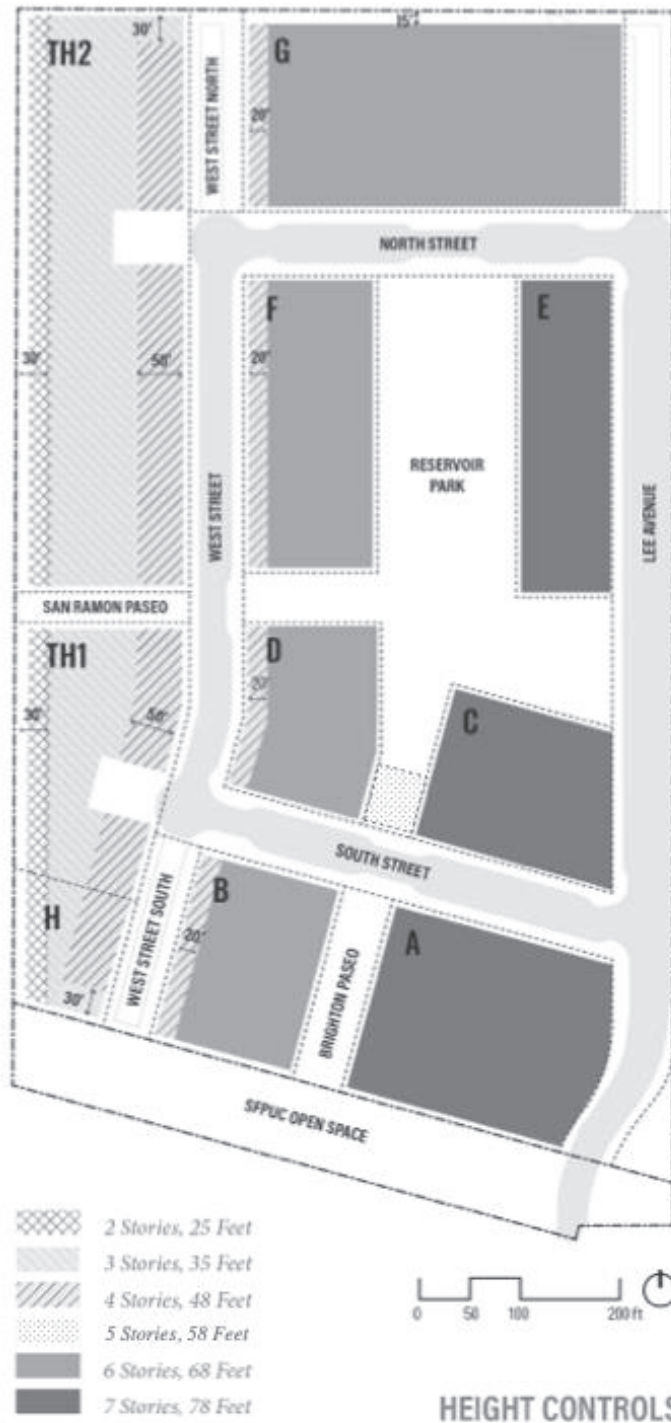 30'
TH2
30'
WEST STREET NORTH
15'
G
20'
NORTH STREET
F
E
30'
50'
20'
RESERVOIR
PARK
WEST STREET
LEE AVENUE
SAN RAMON PASEO
TH1
D
20'
30'
50'
C
SOUTH STREET
H
B
A
20'
WEST STREET SOUTH
30'
BRIGHTON PASEO
SFPUC OPEN SPACE
2 Stories, 25 Feet
3 Stories, 35 Feet
4 Stories, 48 Feet
5 Stories, 58 Feet
6 Stories, 68 Feet
7 Stories, 78 Feet
0 50 100 200 ft
HEIGHT CONTROLS